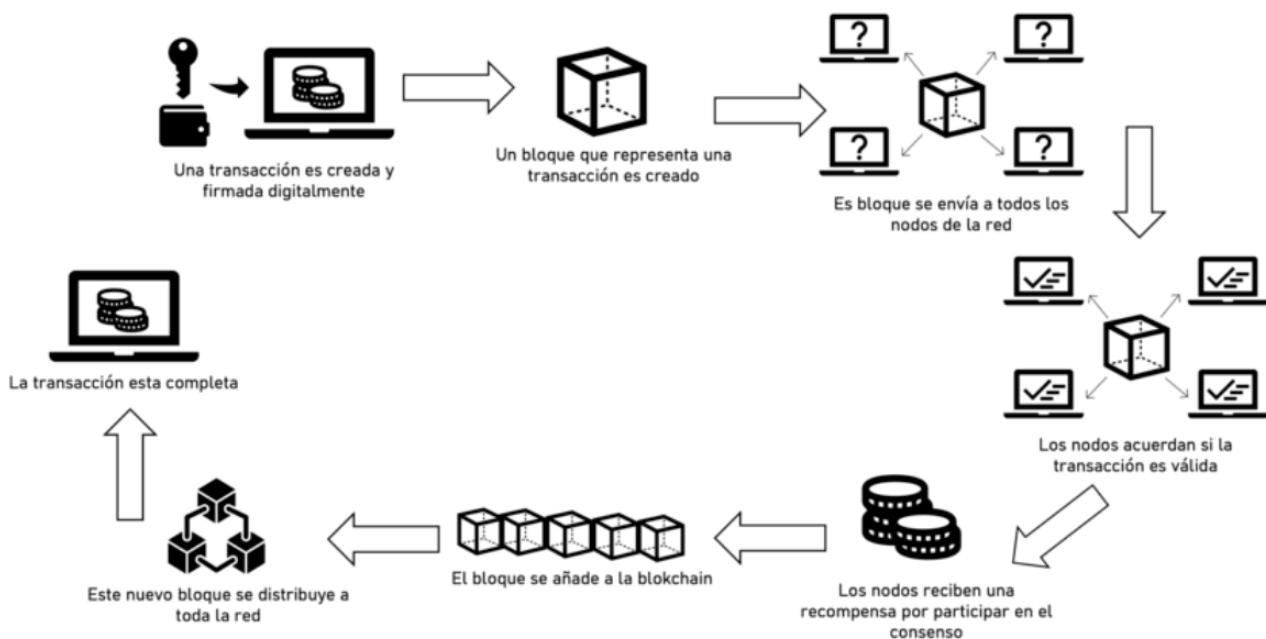 Una transacción es creada y
firmada digitalmente
Un bloque que representa una
transacción es creado
?
?
?
?
Es bloque se envía a todos los
nodos de la red
Los nodos acuerdan si la
transacción es válida
Los nodos reciben una
recompensa por participar en el
consenso
El bloque se añade a la blokchain
Este nuevo bloque se distribuye a
toda la red
La transacción esta completa